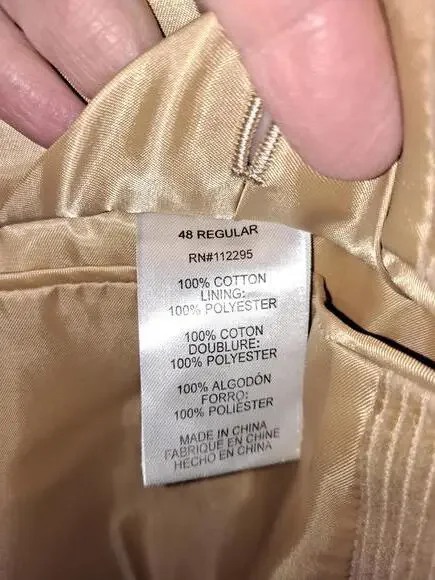 48 REGULAR
RN#112295
100% COTTON
LINING:
100% POLYESTER
100% COTON
DOUBLURE:
100% POLYESTER
100% ALGODÓN
FORRO:
100% POLIÉSTER
MADE IN CHINA
FABRIQUE EN CHINE
HECHO EN CHINA